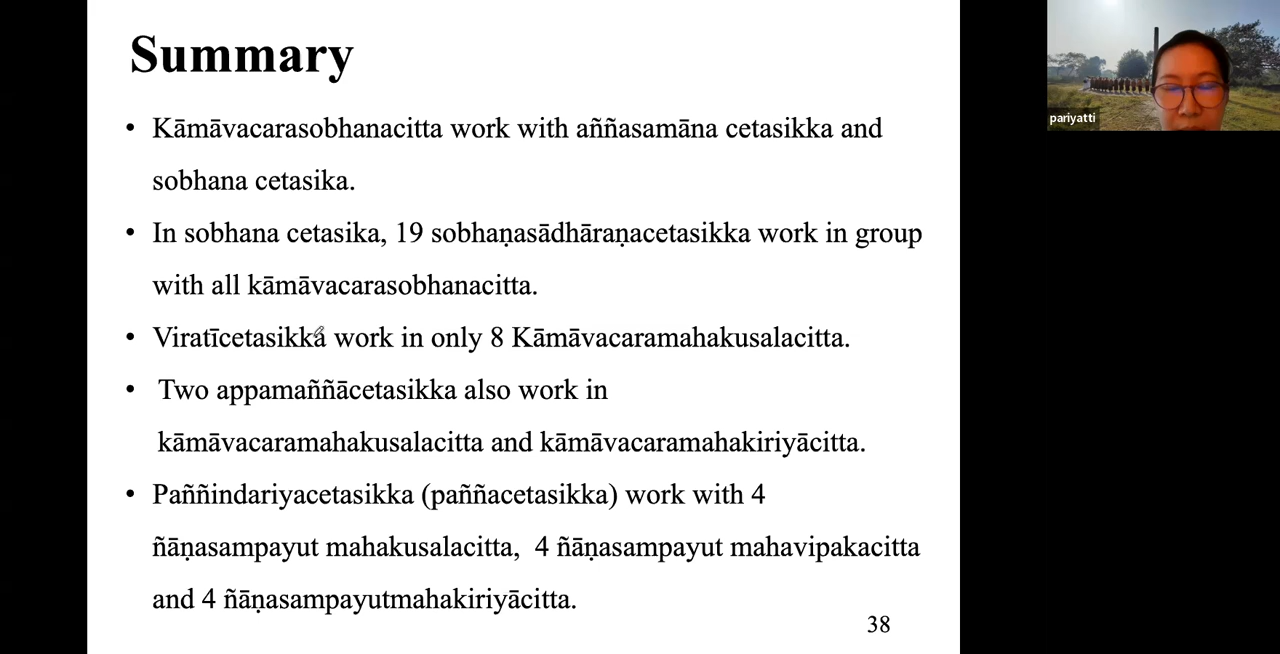 Summary
• Kāmāvacarasobhanacitta work with aññasamāna cetasikka and
sobhana cetasika.
• In sobhana cetasika, 19 sobhaṇasādhāraṇacetasikka work in group
with all kāmāvacarasobhanacitta.
• Viratīcetasikkā work in only 8 Kāmāvacaramahakusalacitta.
• Two appamaññācetasikka also work in
kāmāvacaramahakusalacitta and kāmāvacaramahakiriyācitta.
• Paññindariyacetasikka (paññacetasikka) work with 4
ñāṇasampayut mahakusalacitta, 4 ñāṇasampayut mahavipakacitta
and 4 ñāṇasampayutmahakiriyācitta.
38
pariyatti